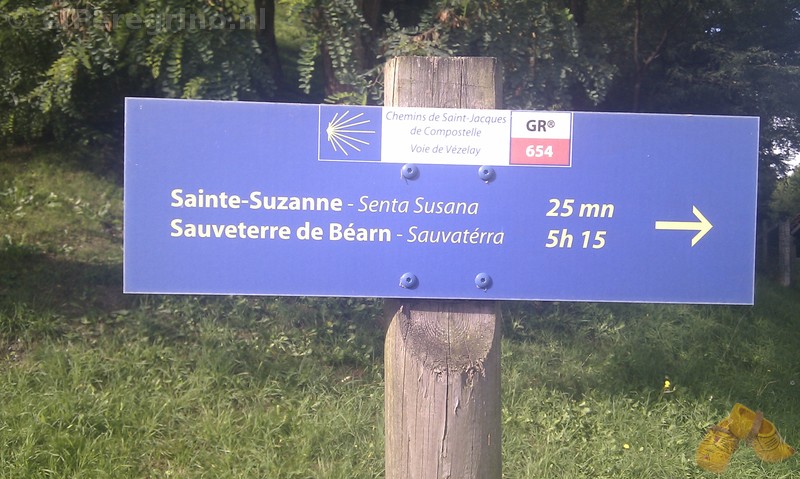 Chemins de Saint-Jacques
de Compostelle
Voie de Vézelay
GR®
654
Sainte-Suzanne - Senta Susana 25 mn
Sauveterre de Béarn - Sauvatérra 5h 15